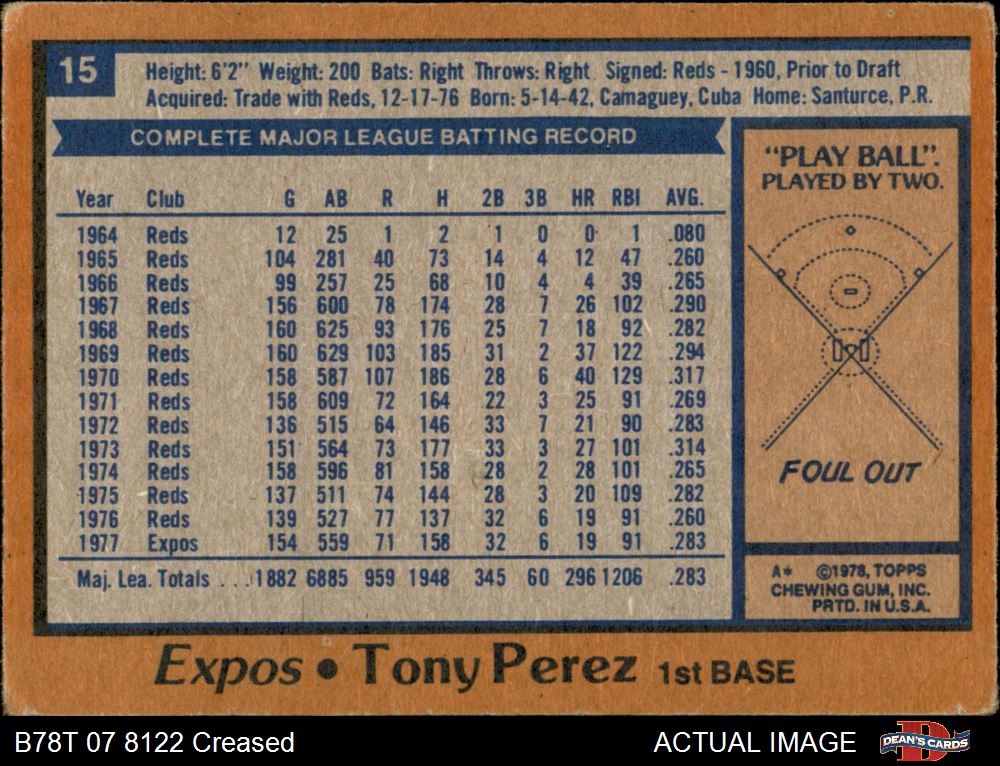 15
Height: 6'2" Weight: 200 Bats: Right Throws: Right Signed: Reds - 1960, Prior to Draft
Acquired: Trade with Reds, 12-17-76 Born: 5-14-42, Camaguey, Cuba Home: Santurce, P.R.
COMPLETE MAJOR LEAGUE BATTING RECORD
Year Club G AB R H 2B 3B HR RBI AVG.
1964 Reds 12 25 1 2 1 0 0 1 .080
1965 Reds 104 281 40 73 14 4 12 47 .260
1966 Reds 99 257 25 68 10 4 4 39 .265
1967 Reds 156 600 78 174 28 7 26 102 .290
1968 Reds 160 625 93 176 25 7 18 92 .282
1969 Reds 160 629 103 185 31 2 37 122 .294
1970 Reds 158 587 107 186 28 6 40 129 .317
1971 Reds 158 609 72 164 22 3 25 91 .269
1972 Reds 136 515 64 146 33 7 21 90 .283
1973 Reds 151 564 73 177 33 3 27 101 .314
1974 Reds 158 596 81 158 28 2 28 101 .265
1975 Reds 137 511 74 144 28 3 20 109 .282
1976 Reds 139 527 77 137 32 6 19 91 .260
1977 Expos 154 559 71 158 32 6 19 91 .283
Maj. Lea. Totals . . . 1882 6885 959 1948 345 60 296 1206 .283
"PLAY BALL".
PLAYED BY TWO.
FOUL OUT
A* ©1978, TOPPS
CHEWING GUM, INC.
PRTD. IN U.S.A.
Expos • Tony Perez 1st BASE
B78T 07 8122 Creased
ACTUAL IMAGE
DEAN'S CARDS